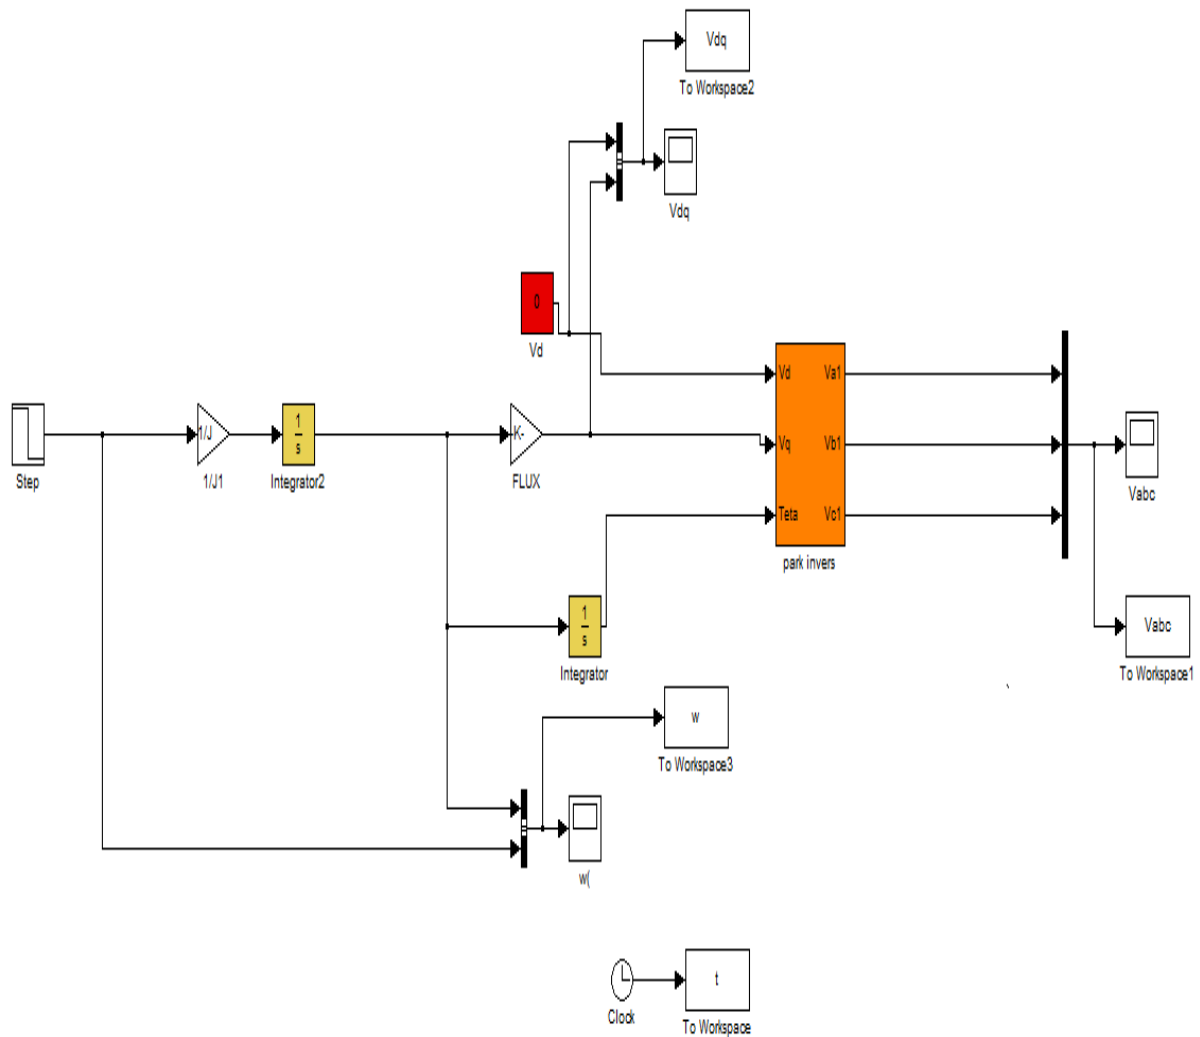 Vdq
To Workspace2
Vdq
0
Vd
Step
1/J
1/J1
1
s
Integrator2
K-
FLUX
Vd
Vq
Teta
Va1
Vb1
Vc1
park invers
Vabc
Vabc
To Workspace1
1
s
Integrator
w
To Workspace3
w(
Clock
t
To Workspace